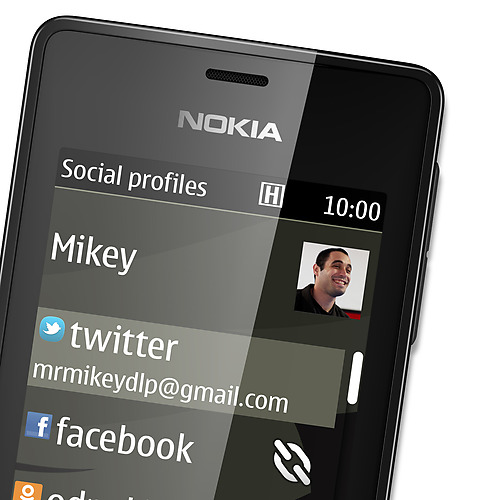 NOKIA
Social profiles H 10:00
Mikey
twitter
mrmikeydlp@gmail.com
f facebook